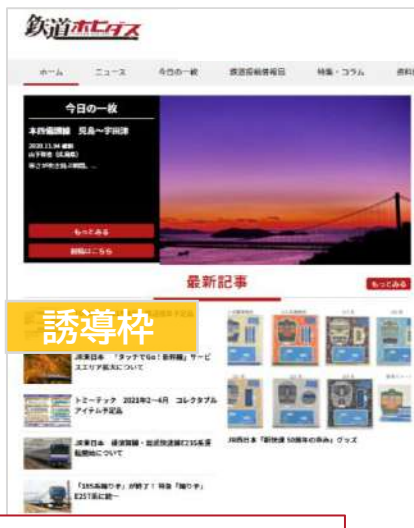 鉄道ホビダス
ホーム ニュース 今日の一枚 鉄道投稿情報局 特集・コラム
今日の一枚
本四備讃線 児島～宇多津
もっとみる
投稿はこちら
最新記事
もっとみる
誘導枠
JR東日本 「タッチでGo！新幹線」サービスエリア拡大について
トミーテック 2021年2〜4月 コレクタブルアイテム予定品
JR東日本 横須賀線・総武快速線E235系運転開始について
「185系踊り子」が終了！特急「踊り子」E257系に統一
JR西日本「新快速 50周年の歩み」グッズ